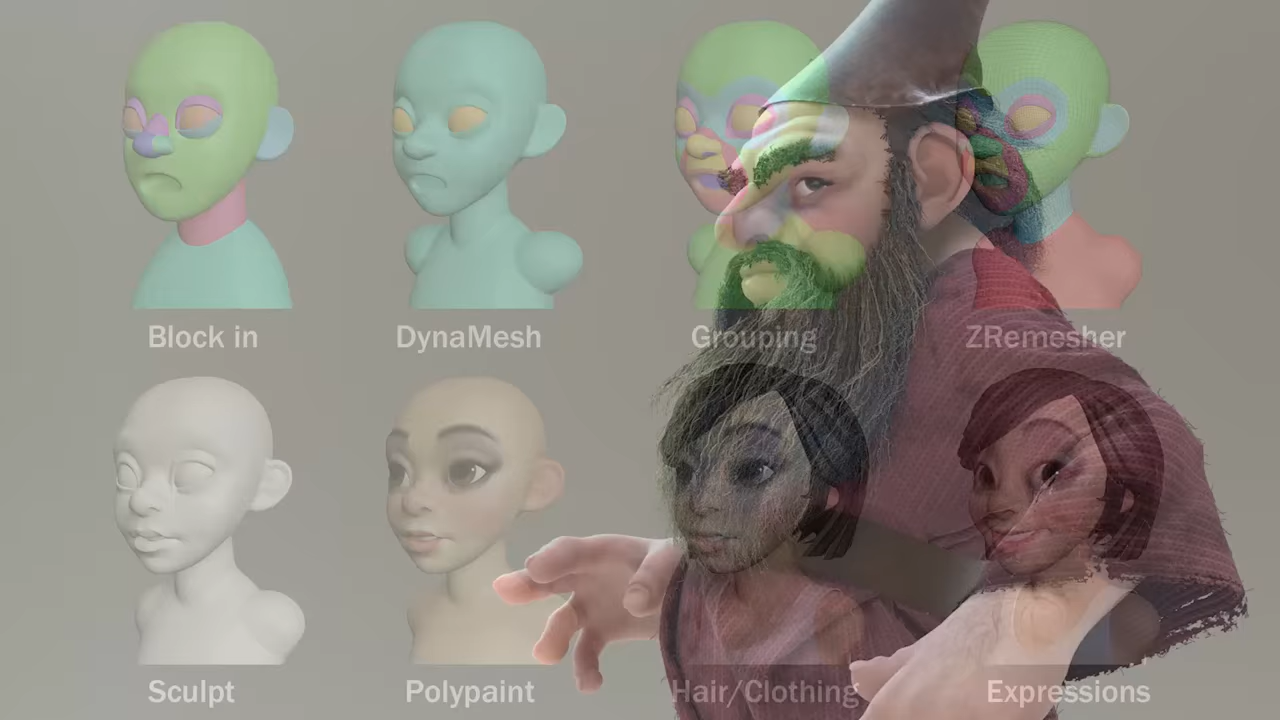 Block in
DynaMesh
Grouping
ZRemesher
Sculpt
Polypaint
Hair/Clothing
Expressions